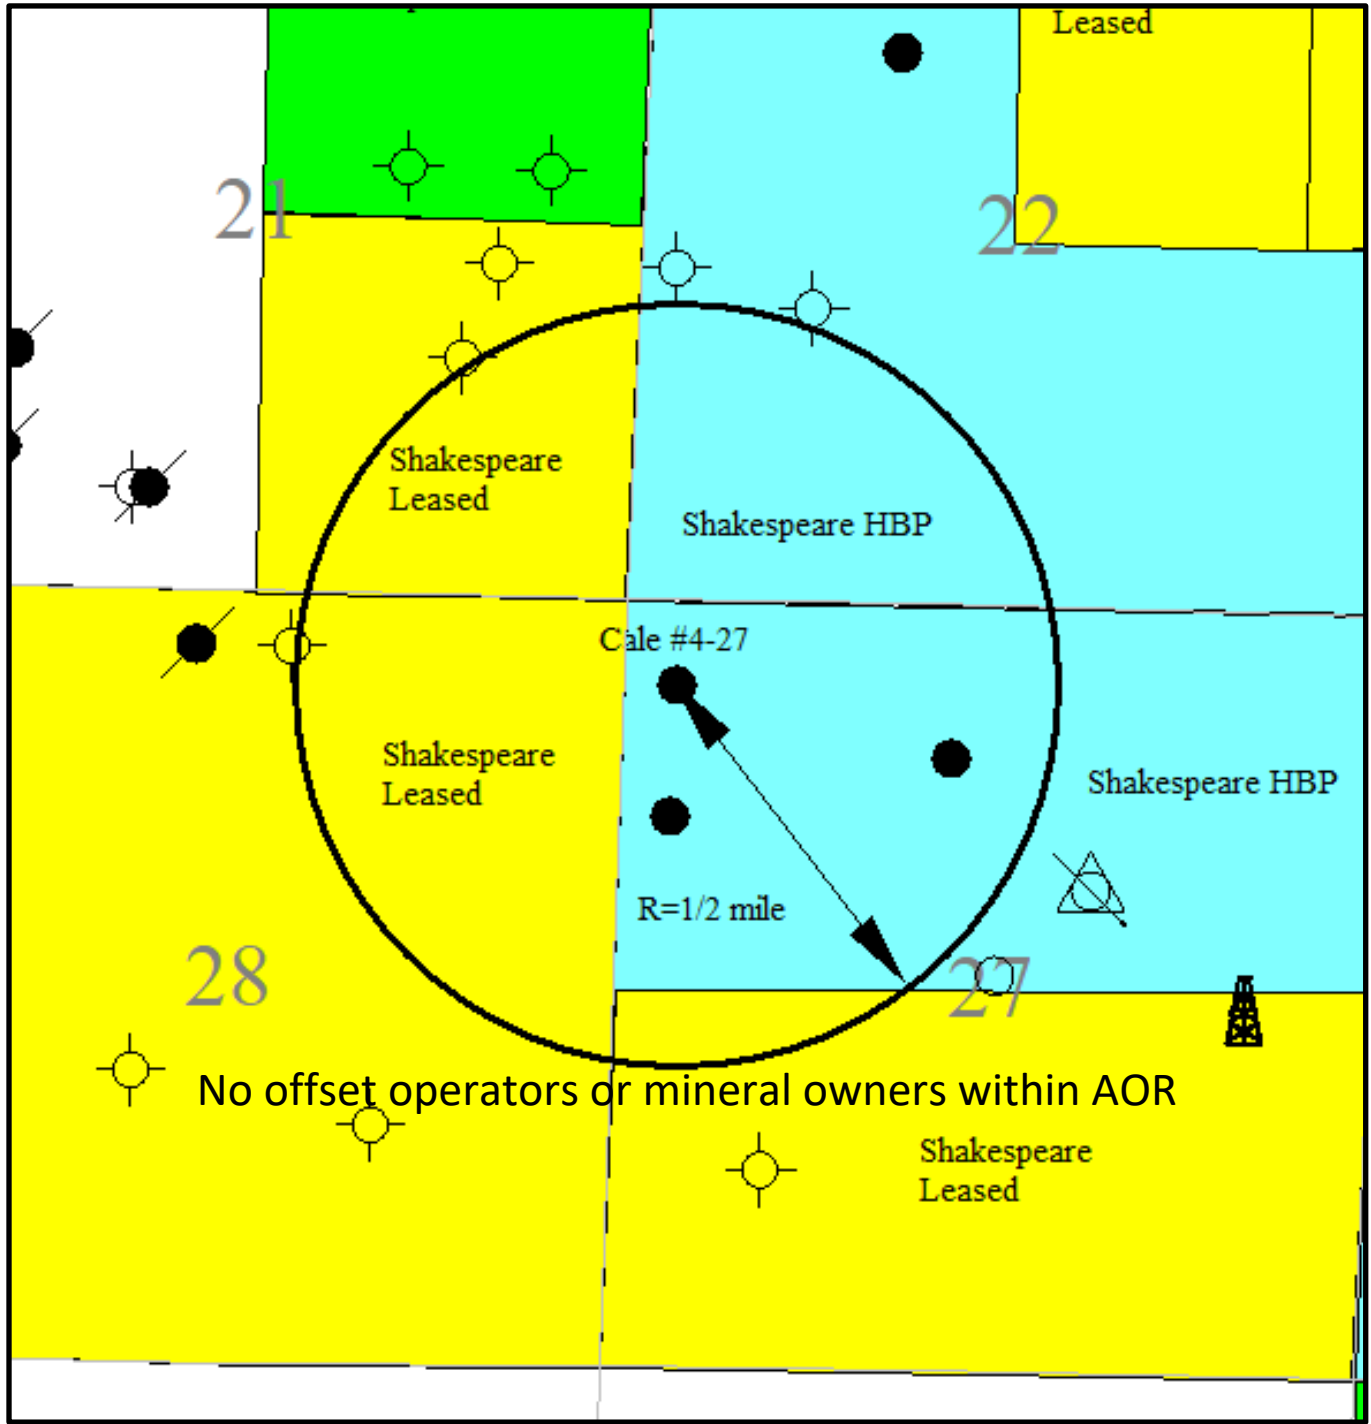 Leased
21
22
Shakespeare
Leased
Shakespeare HBP
Cale #4-27
Shakespeare
Leased
Shakespeare HBP
R=1/2 mile
28
27
No offset operators or mineral owners within AOR
Shakespeare
Leased